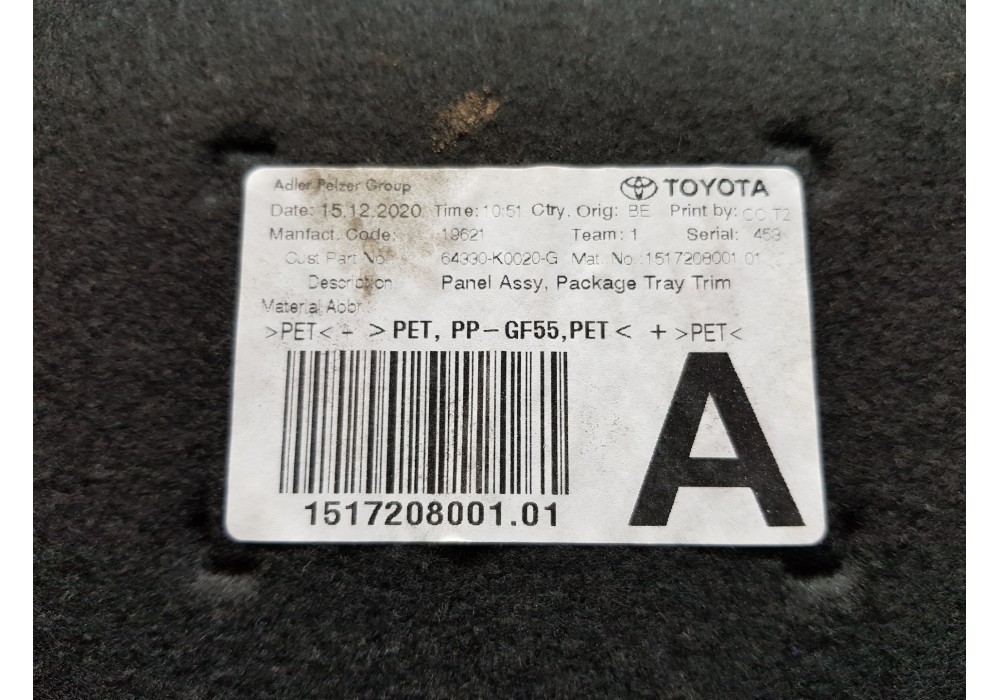 Adler Pelzer Group TOYOTA
Date: 15.12.2020 Time: 10:51 Ctry. Orig: BE Print by: CC T2
Manfact. Code: 19621 Team: 1 Serial: 453
Cust Part No 64330-K0020-G Mat. No.:1517208001.01
Description Panel Assy, Package Tray Trim
Material Abbr
>PET< - >PET, PP-GF55,PET< + >PET<
A
1517208001.01